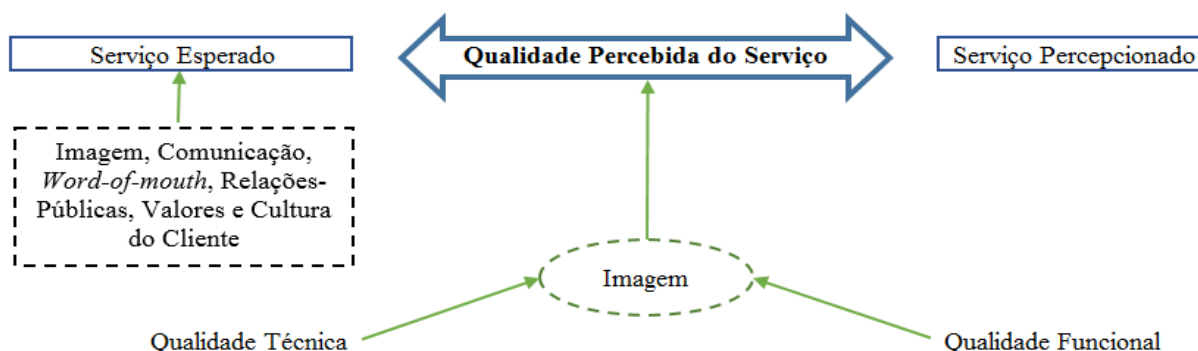 Serviço Esperado
Qualidade Percebida do Serviço
Serviço Percepcionado
Imagem, Comunicação,
Word-of-mouth, Relações-
Públicas, Valores e Cultura
do Cliente
Imagem
Qualidade Técnica
Qualidade Funcional